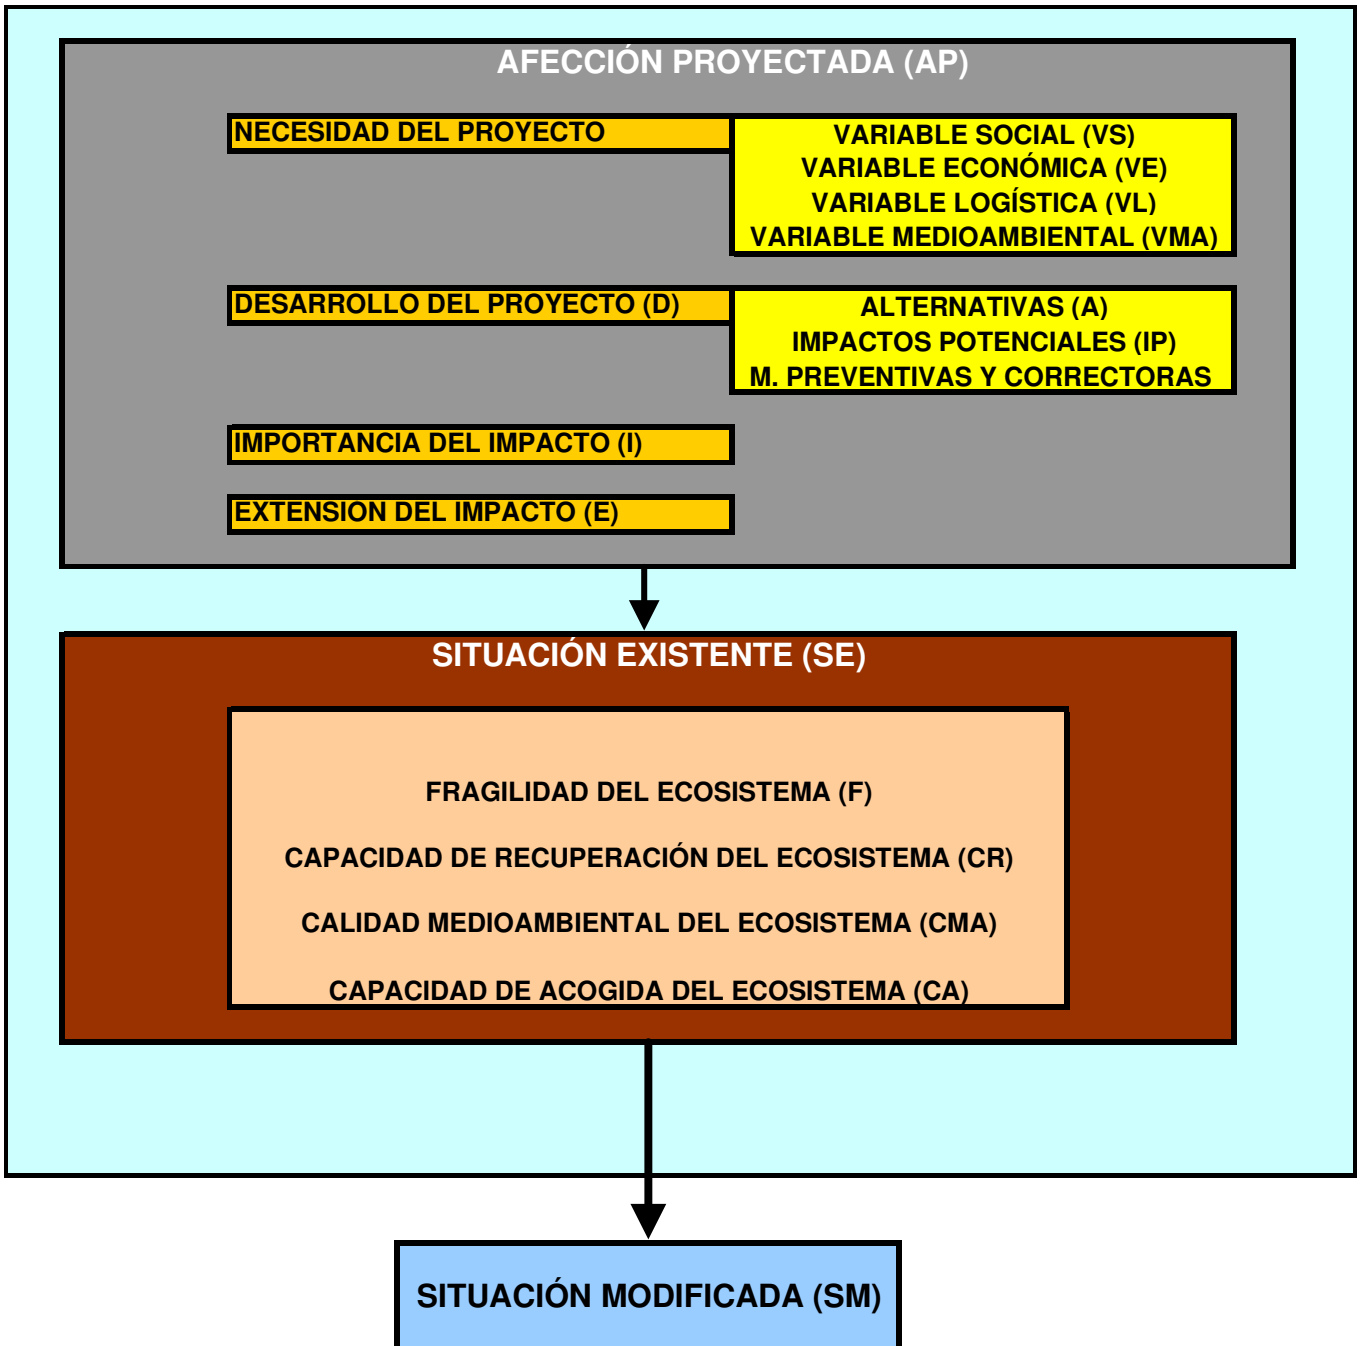 AFECCIÓN PROYECTADA (AP)
NECESIDAD DEL PROYECTO
VARIABLE SOCIAL (VS)
VARIABLE ECONÓMICA (VE)
VARIABLE LOGÍSTICA (VL)
VARIABLE MEDIOAMBIENTAL (VMA)
DESARROLLO DEL PROYECTO (D)
ALTERNATIVAS (A)
IMPACTOS POTENCIALES (IP)
M. PREVENTIVAS Y CORRECTORAS
IMPORTANCIA DEL IMPACTO (I)
EXTENSION DEL IMPACTO (E)
SITUACIÓN EXISTENTE (SE)
FRAGILIDAD DEL ECOSISTEMA (F)
CAPACIDAD DE RECUPERACIÓN DEL ECOSISTEMA (CR)
CALIDAD MEDIOAMBIENTAL DEL ECOSISTEMA (CMA)
CAPACIDAD DE ACOGIDA DEL ECOSISTEMA (CA)
SITUACIÓN MODIFICADA (SM)